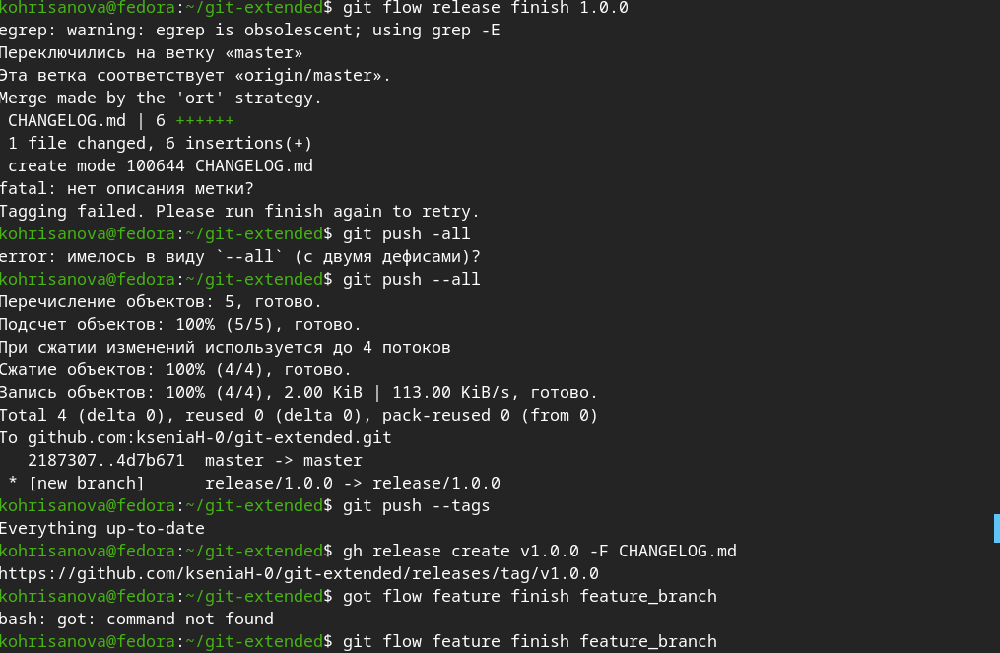 kohrisanova@fedora:~/git-extended$ git flow release finish 1.0.0
egrep: warning: egrep is obsolescent; using grep -E
Переключились на ветку «master»
Эта ветка соответствует «origin/master».
Merge made by the 'ort' strategy.
 CHANGELOG.md | 6 ++++++
 1 file changed, 6 insertions(+)
 create mode 100644 CHANGELOG.md
fatal: нет описания метки?
Tagging failed. Please run finish again to retry.
kohrisanova@fedora:~/git-extended$ git push -all
error: имелось в виду `--all` (с двумя дефисами)?
kohrisanova@fedora:~/git-extended$ git push --all
Перечисление объектов: 5, готово.
Подсчет объектов: 100% (5/5), готово.
При сжатии изменений используется до 4 потоков
Сжатие объектов: 100% (4/4), готово.
Запись объектов: 100% (4/4), 2.00 KiB | 113.00 KiB/s, готово.
Total 4 (delta 0), reused 0 (delta 0), pack-reused 0 (from 0)
To github.com:kseniaH-0/git-extended.git
   2187307..4d7b671  master -> master
 * [new branch]      release/1.0.0 -> release/1.0.0
kohrisanova@fedora:~/git-extended$ git push --tags
Everything up-to-date
kohrisanova@fedora:~/git-extended$ gh release create v1.0.0 -F CHANGELOG.md
https://github.com/kseniaH-0/git-extended/releases/tag/v1.0.0
kohrisanova@fedora:~/git-extended$ got flow feature finish feature_branch
bash: got: command not found
kohrisanova@fedora:~/git-extended$ git flow feature finish feature_branch